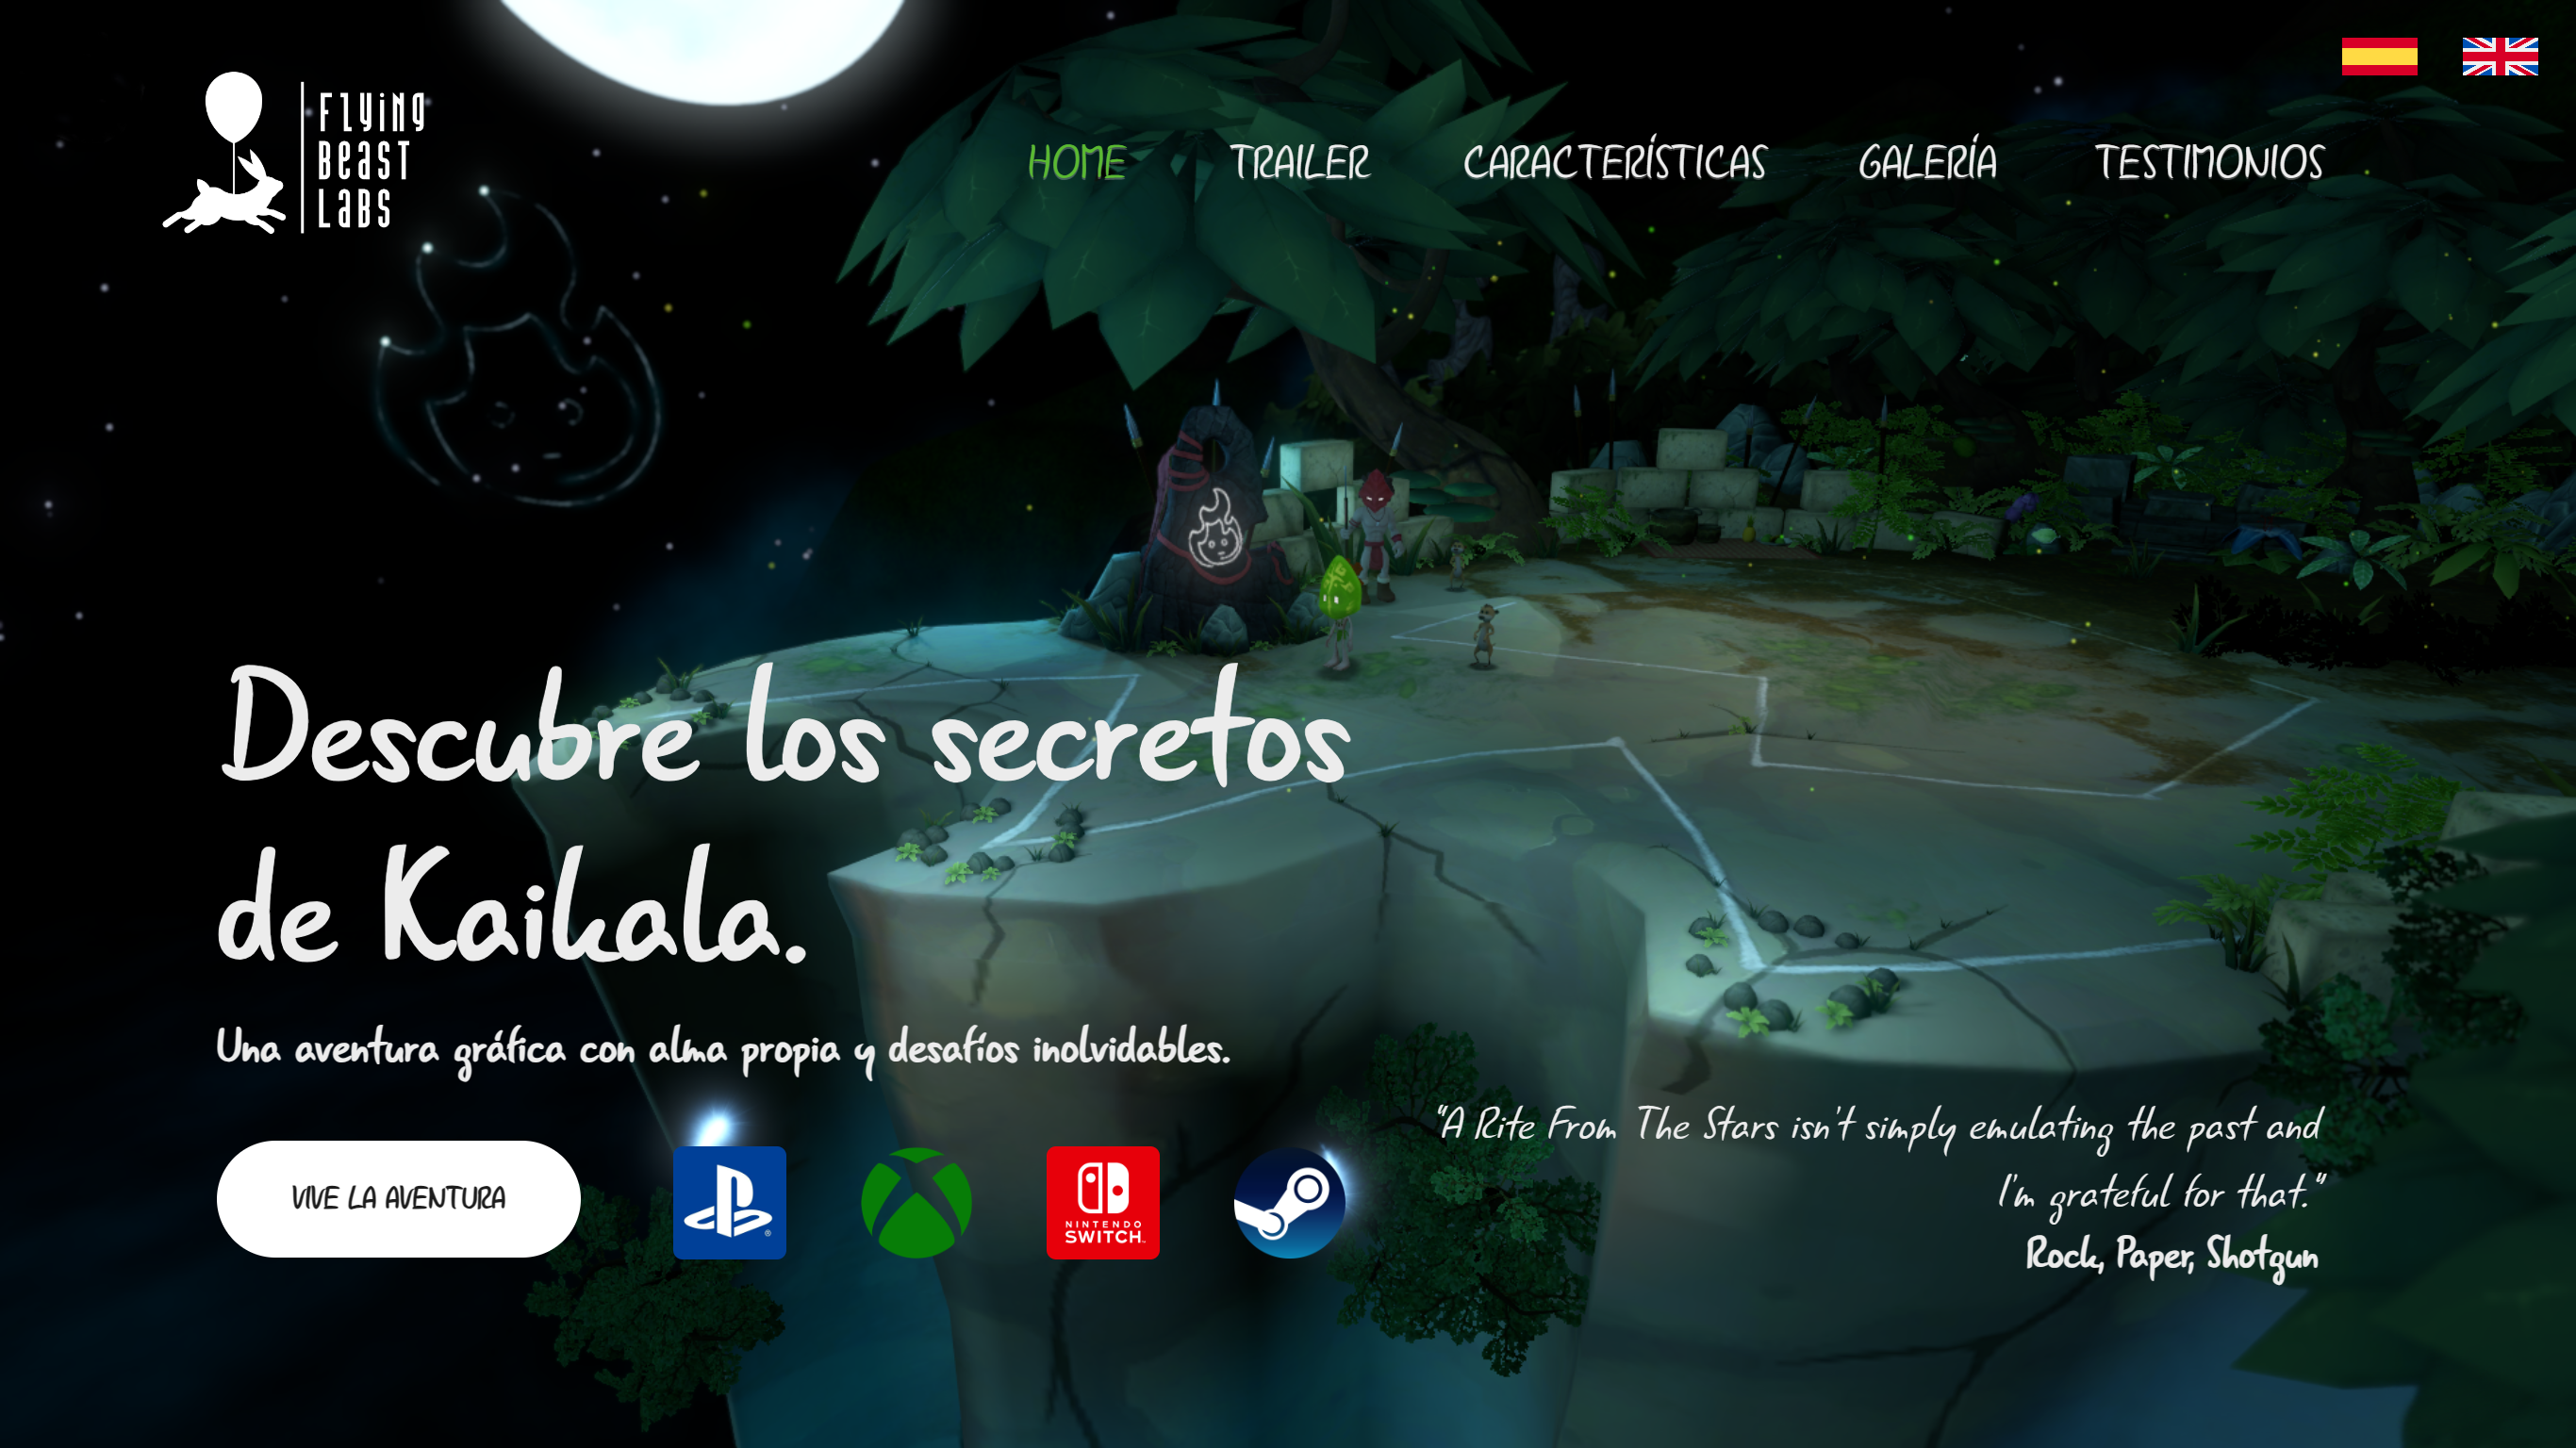 FLYING
BEAST
LABS
HOME
TRAILER
CARACTERÍSTICAS
GALERÍA
TESTIMONIOS
Descubre los secretos
de Kaikala.
Una aventura gráfica con alma propia y desafíos inolvidables.
VIVE LA AVENTURA
NINTENDO
SWITCH
"A Rite From The Stars isn't simply emulating the past and
I'm grateful for that."
Rock, Paper, Shotgun